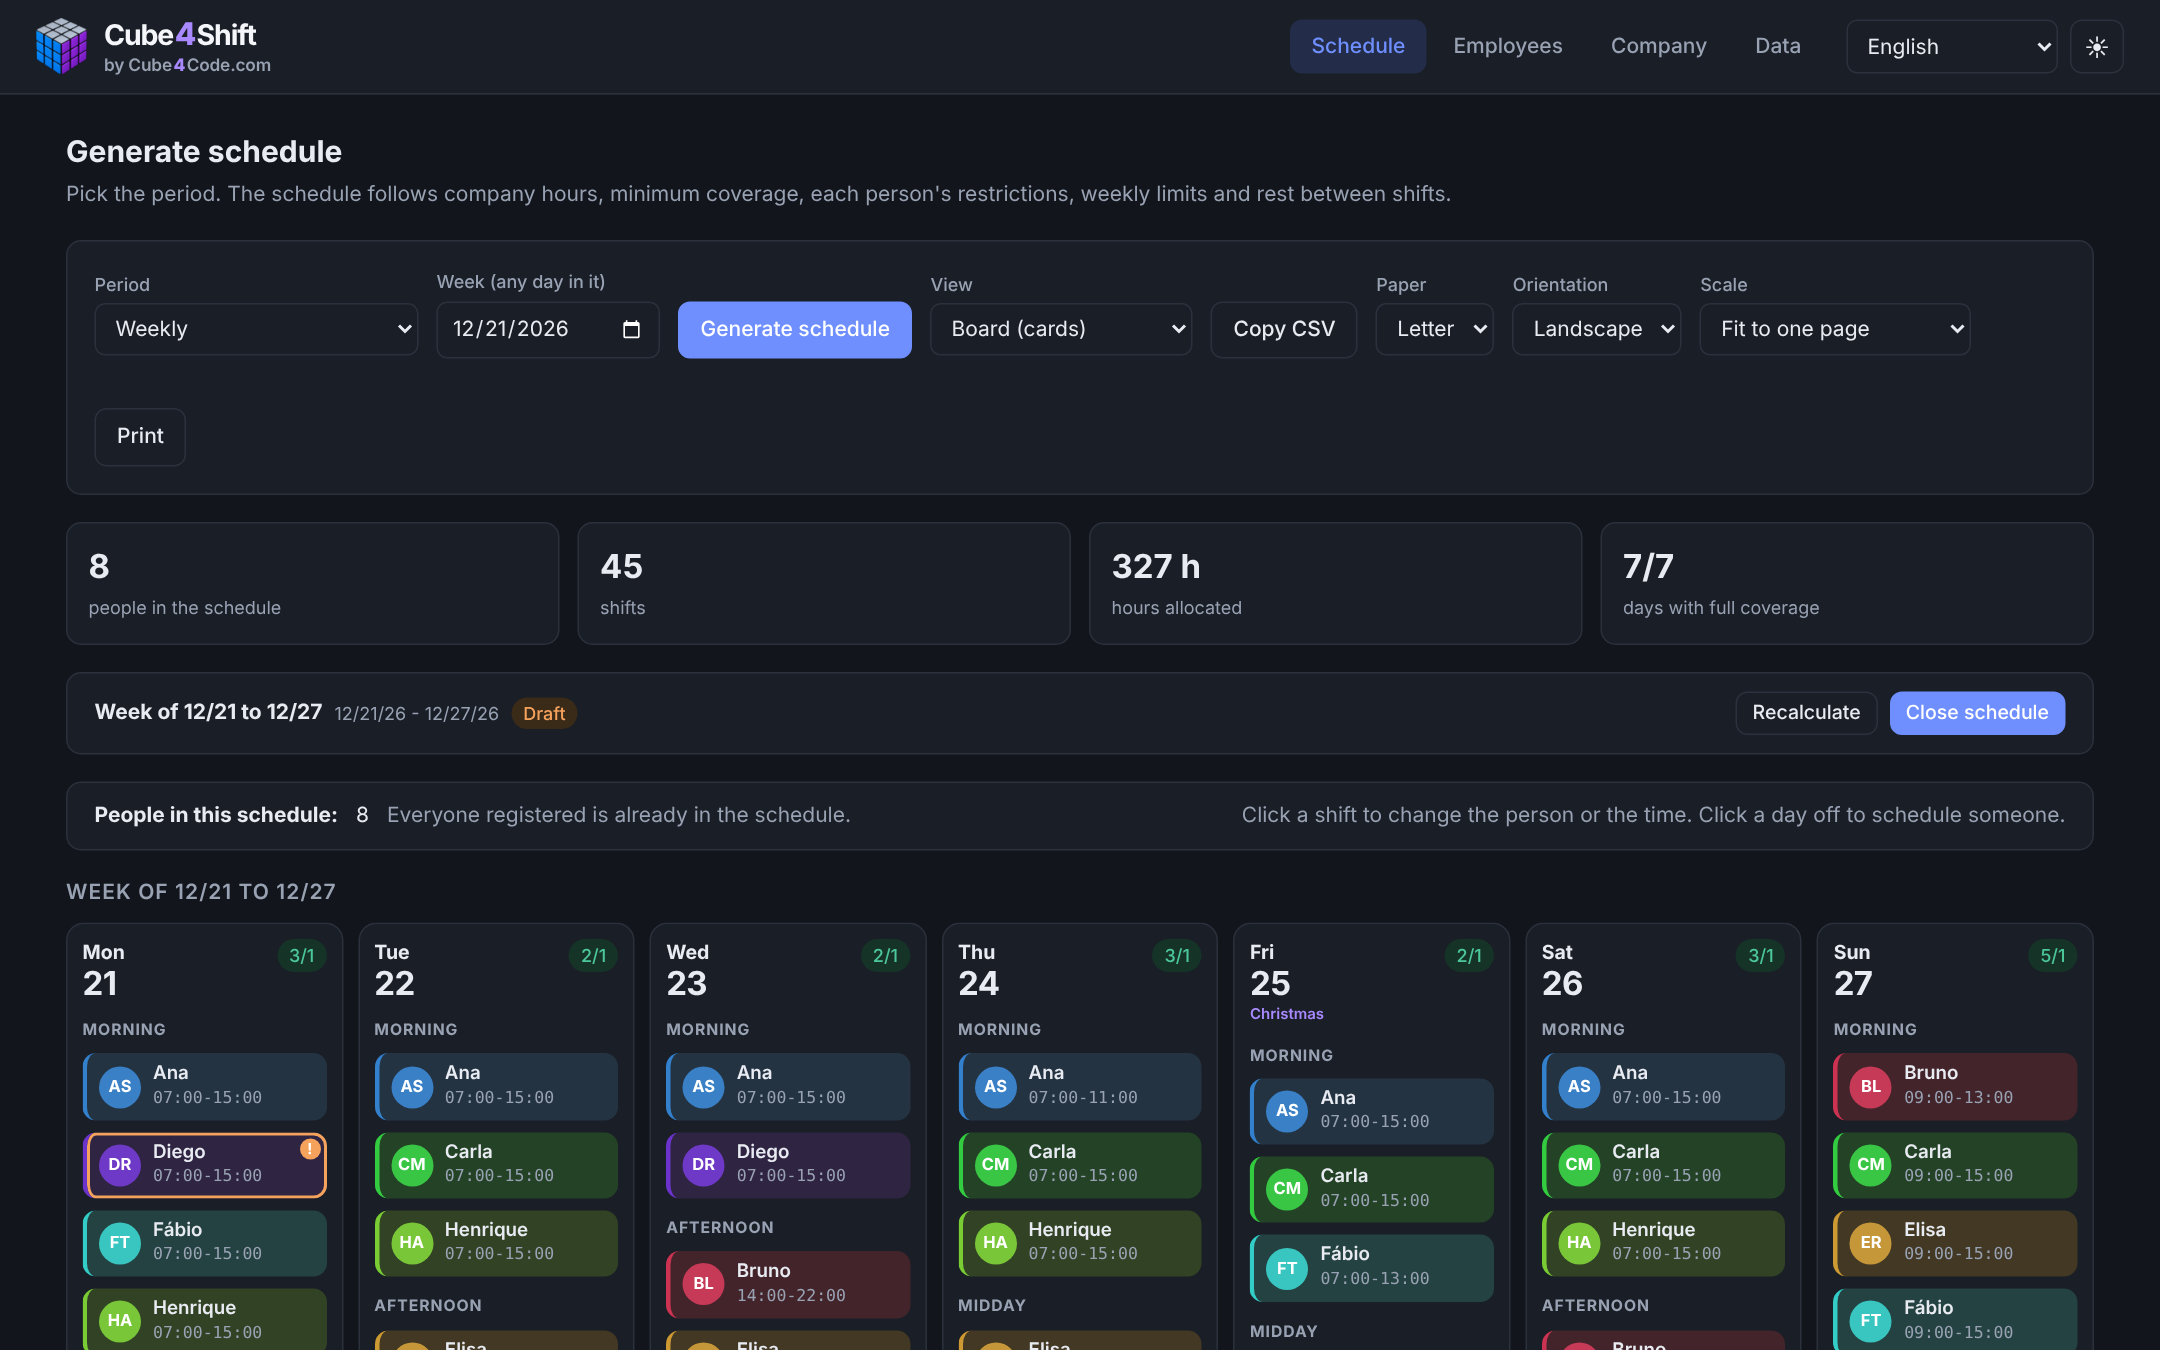 Cube4Shift
by Cube4Code.com
Schedule
Employees
Company
Data
English
Generate schedule
Pick the period. The schedule follows company hours, minimum coverage, each person's restrictions, weekly limits and rest between shifts.
Period
Week (any day in it)
View
Paper
Orientation
Scale
Weekly
12/21/2026
Generate schedule
Board (cards)
Copy CSV
Letter
Landscape
Fit to one page
Print
8
people in the schedule
45
shifts
327 h
hours allocated
7/7
days with full coverage
Week of 12/21 to 12/27 12/21/26 - 12/27/26 Draft
Recalculate
Close schedule
People in this schedule: 8 Everyone registered is already in the schedule.
Click a shift to change the person or the time. Click a day off to schedule someone.
WEEK OF 12/21 TO 12/27
Mon
3/1
21
MORNING
AS
Ana
07:00-15:00
DR
Diego
!
07:00-15:00
FT
Fábio
07:00-15:00
HA
Henrique
07:00-15:00
Tue
2/1
22
MORNING
AS
Ana
07:00-15:00
CM
Carla
07:00-15:00
HA
Henrique
07:00-15:00
AFTERNOON
Elisa
Wed
2/1
23
MORNING
AS
Ana
07:00-15:00
DR
Diego
07:00-15:00
AFTERNOON
BL
Bruno
14:00-22:00
Elisa
Thu
3/1
24
MORNING
AS
Ana
07:00-11:00
CM
Carla
07:00-15:00
HA
Henrique
07:00-15:00
MIDDAY
Elisa
Fri
2/1
25
Christmas
MORNING
AS
Ana
07:00-15:00
CM
Carla
07:00-15:00
FT
Fábio
07:00-13:00
MIDDAY
Sat
3/1
26
MORNING
AS
Ana
07:00-15:00
CM
Carla
07:00-15:00
HA
Henrique
07:00-15:00
AFTERNOON
Bruno
Sun
5/1
27
MORNING
BL
Bruno
09:00-13:00
CM
Carla
09:00-15:00
ER
Elisa
09:00-15:00
FT
Fábio
09:00-15:00